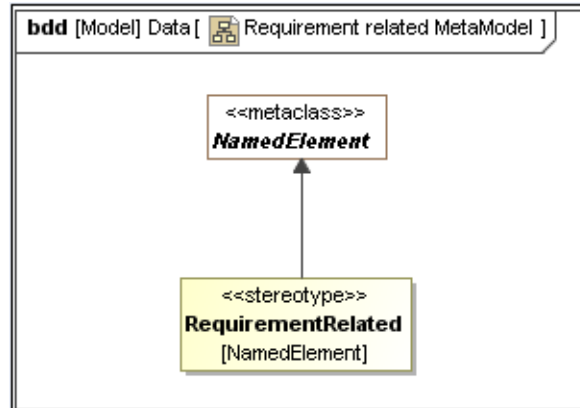 bdd [Model] Data [ Requirement related MetaModel ]
<<metaclass>>
NamedElement
<<stereotype>>
RequirementRelated
[NamedElement]